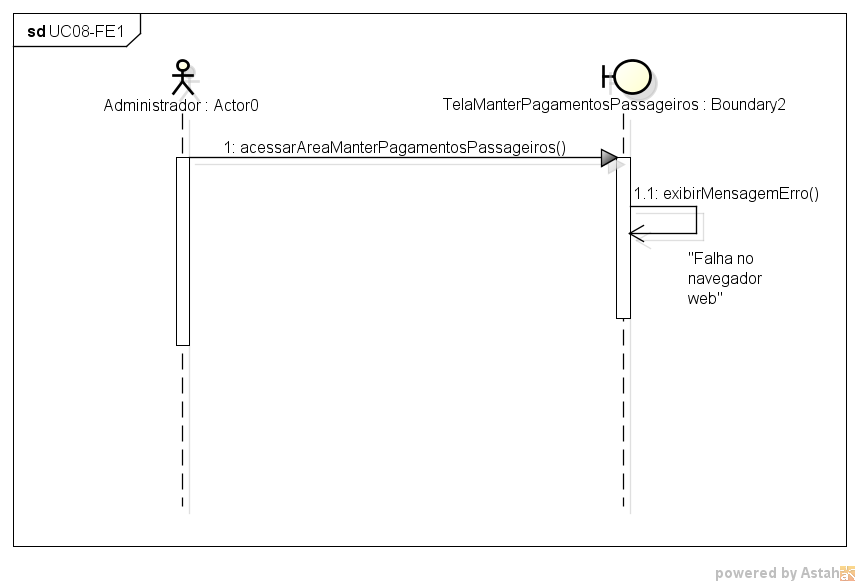 sd UC08-FE1
Administrador : Actor0
TelaManterPagamentosPassageiros : Boundary2
1: acessarAreaManterPagamentosPassageiros()
1.1: exibirMensagemErro()
"Falha no
navegador
web"
powered by Astah